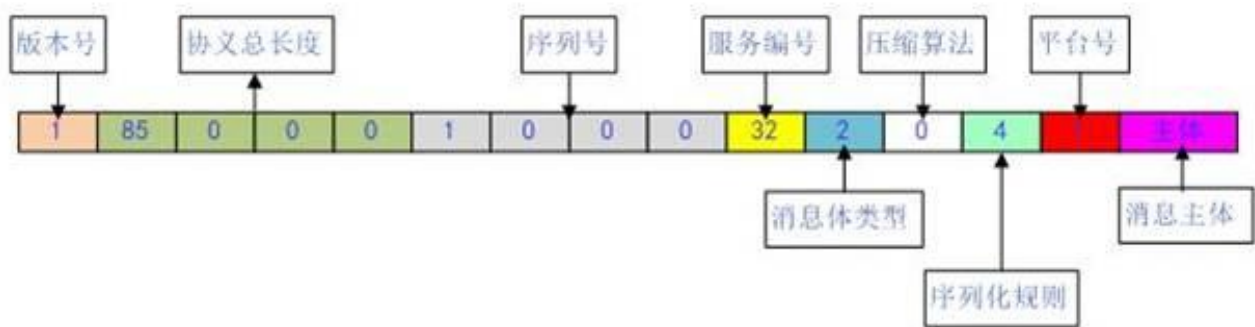 版本号 协议总长度 序列号 服务编号 压缩算法 平台号
1 85 0 0 0 1 0 0 0 32 2 0 4 1 主体
消息体类型 消息主体
序列化规则